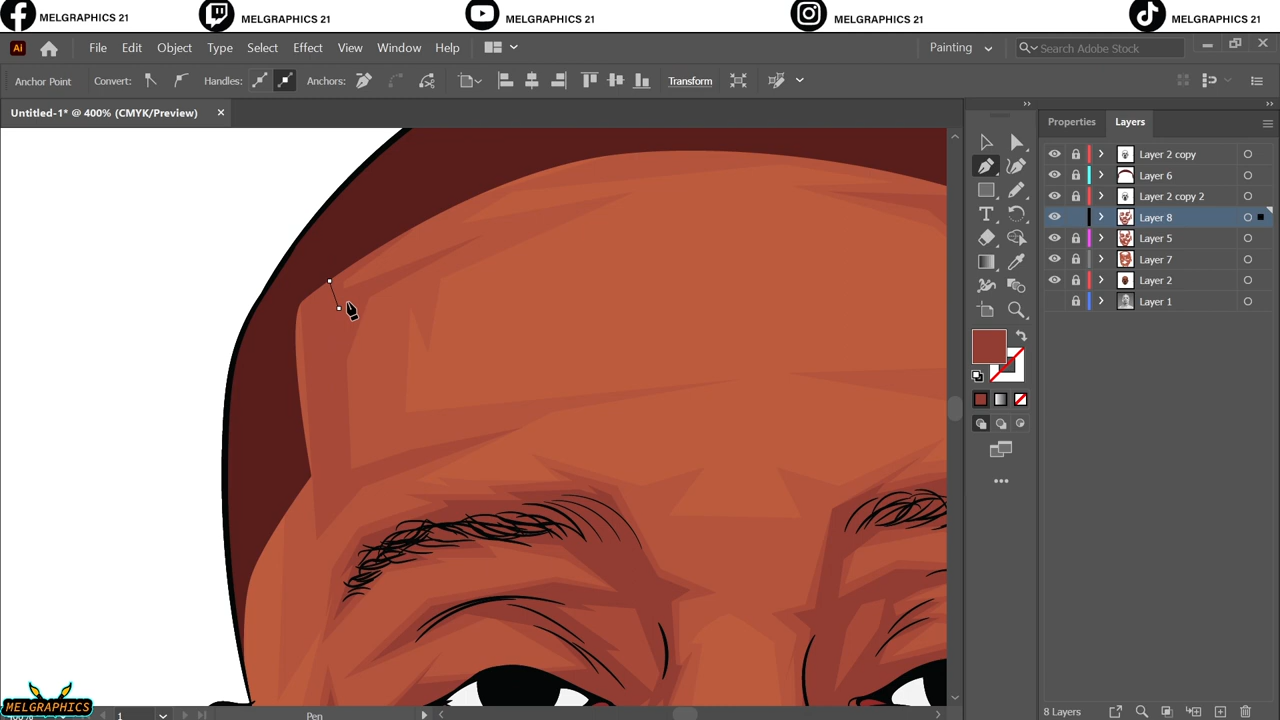 MELGRAPHICS 21 MELGRAPHICS 21 MELGRAPHICS 21 MELGRAPHICS 21 MELGRAPHICS 21
Ai File Edit Object Type Select Effect View Window Help Painting Search Adobe Stock
Anchor Point Convert: Handles: Anchors: Transform
Untitled-1* @ 400% (CMYK/Preview)
Properties Layers
Layer 2 copy
Layer 6
Layer 2 copy 2
Layer 8
Layer 5
Layer 7
Layer 2
Layer 1
MELGRAPHICS
1 Pen
8 Layers